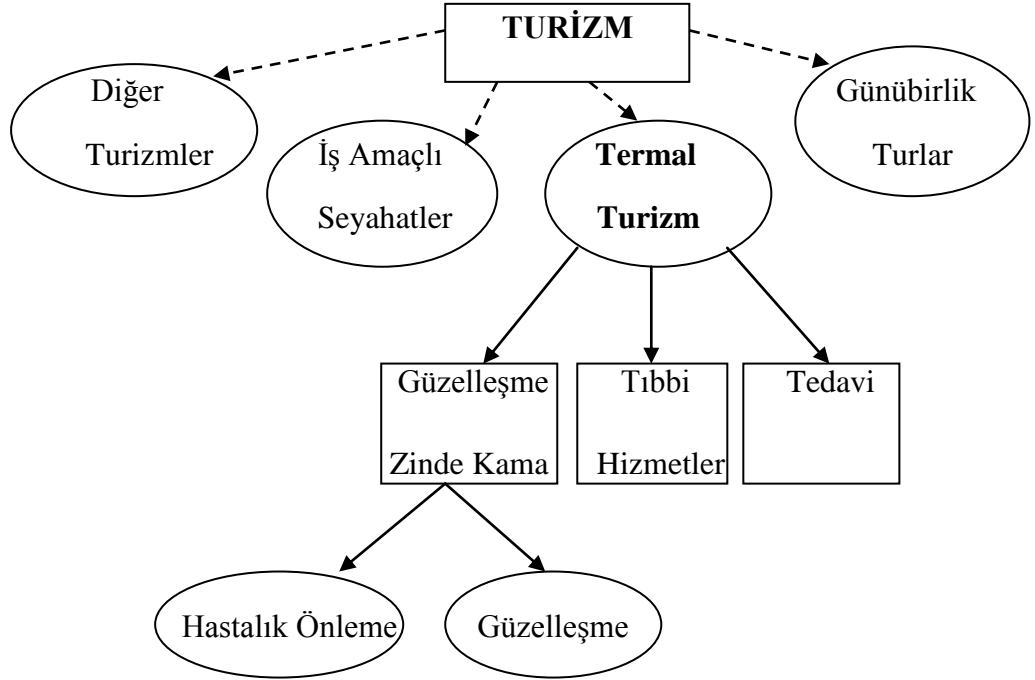 TURİZM
Diğer
Turizmler
İş Amaçlı
Seyahatler
Termal
Turizm
Günübirlik
Turlar
Güzelleşme
Zinde Kama
Tıbbi
Hizmetler
Tedavi
Hastalık Önleme
Güzelleşme